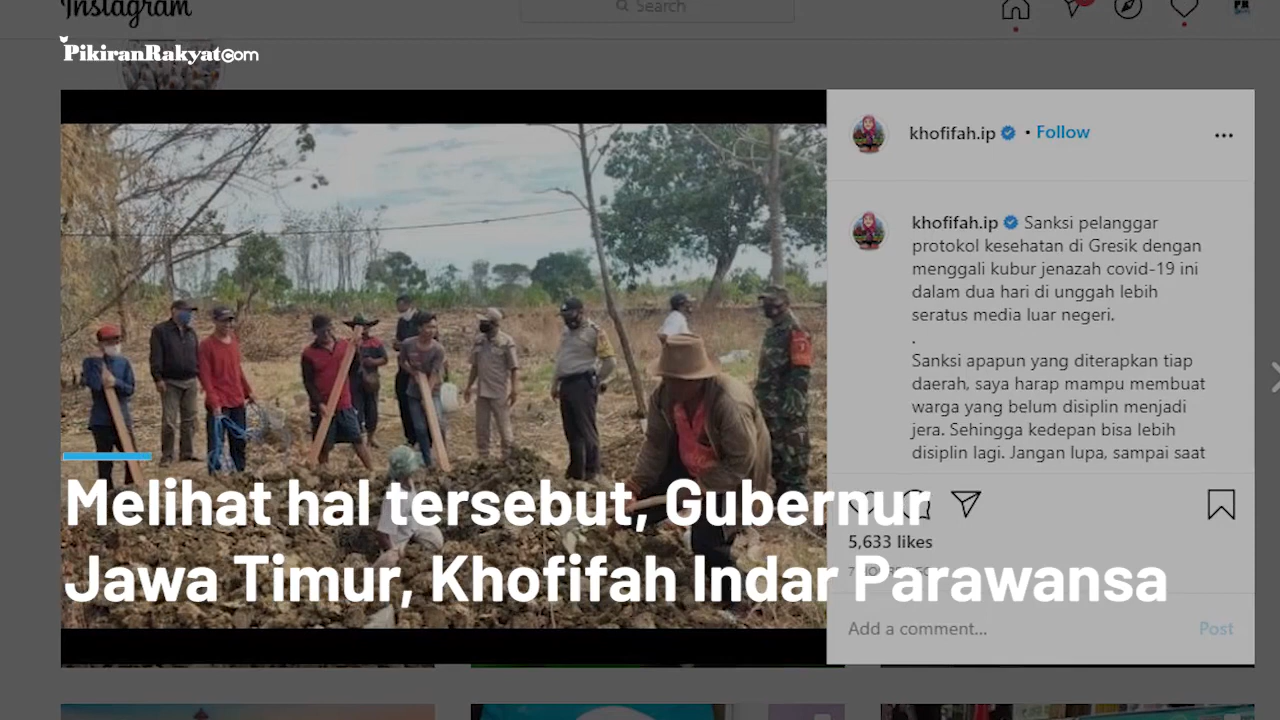 Instagram
Search
PikiranRakyat.com
khofifah.ip • Follow
khofifah.ip Sanksi pelanggar
protokol kesehatan di Gresik dengan
menggali kubur jenazah covid-19 ini
dalam dua hari di unggah lebih
seratus media luar negeri.
.
Sanksi apapun yang diterapkan tiap
daerah, saya harap mampu membuat
warga yang belum disiplin menjadi
jera. Sehingga kedepan bisa lebih
disiplin lagi. Jangan lupa, sampai saat
Melihat hal tersebut, Gubernur
5,633 likes
Jawa Timur, Khofifah Indar Parawansa
Add a comment... Post